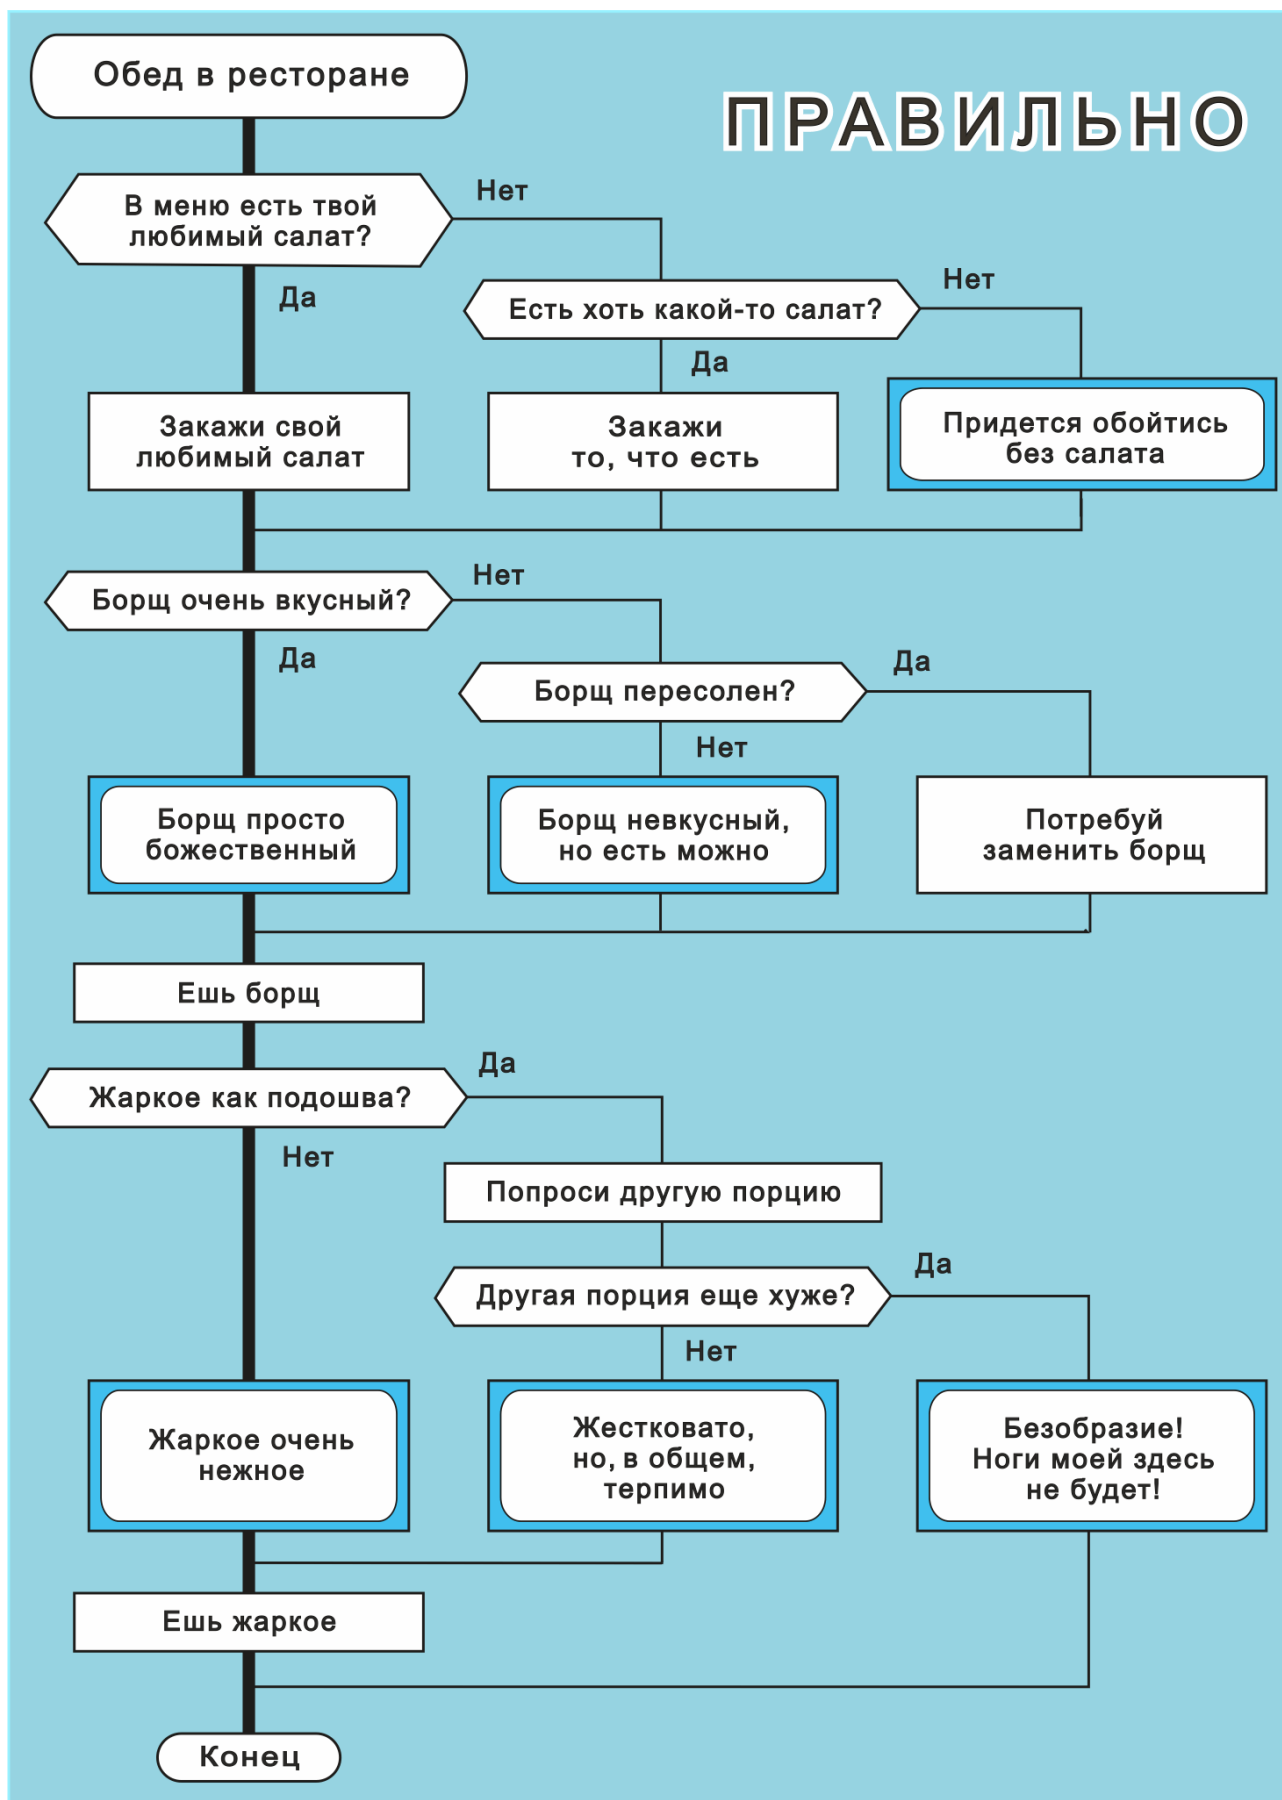 Обед в ресторане
ПРАВИЛЬНО
В меню есть твой
любимый салат?
Нет
Да
Есть хоть какой-то салат?
Нет
Да
Закажи свой
любимый салат
Закажи
то, что есть
Придется обойтись
без салата
Борщ очень вкусный?
Нет
Да
Борщ пересолен?
Да
Нет
Борщ просто
божественный
Борщ невкусный,
но есть можно
Потребуй
заменить борщ
Ешь борщ
Жаркое как подошва?
Да
Нет
Попроси другую порцию
Другая порция еще хуже?
Да
Нет
Жаркое очень
нежное
Жестковато,
но, в общем,
терпимо
Безобразие!
Ноги моей здесь
не будет!
Ешь жаркое
Конец